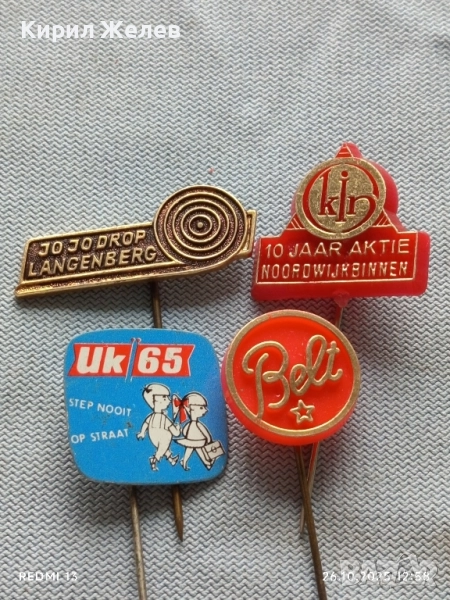 Кирил Желев
JO JO DROP
LANGENBERG
kjn
10 JAAR AKTIE
NOORDWIJKBINNEN
Uk 65
STEP NOOIT
OP STRAAT
Belt
REDMI 13